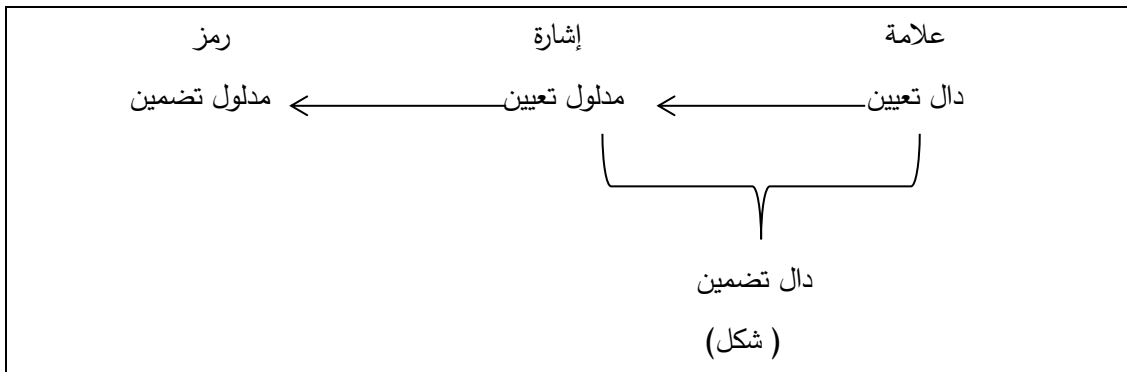 علامة إشارة رمز
دال تعيين مدلول تعيين مدلول تضمين
دال تضمين
( شكل)